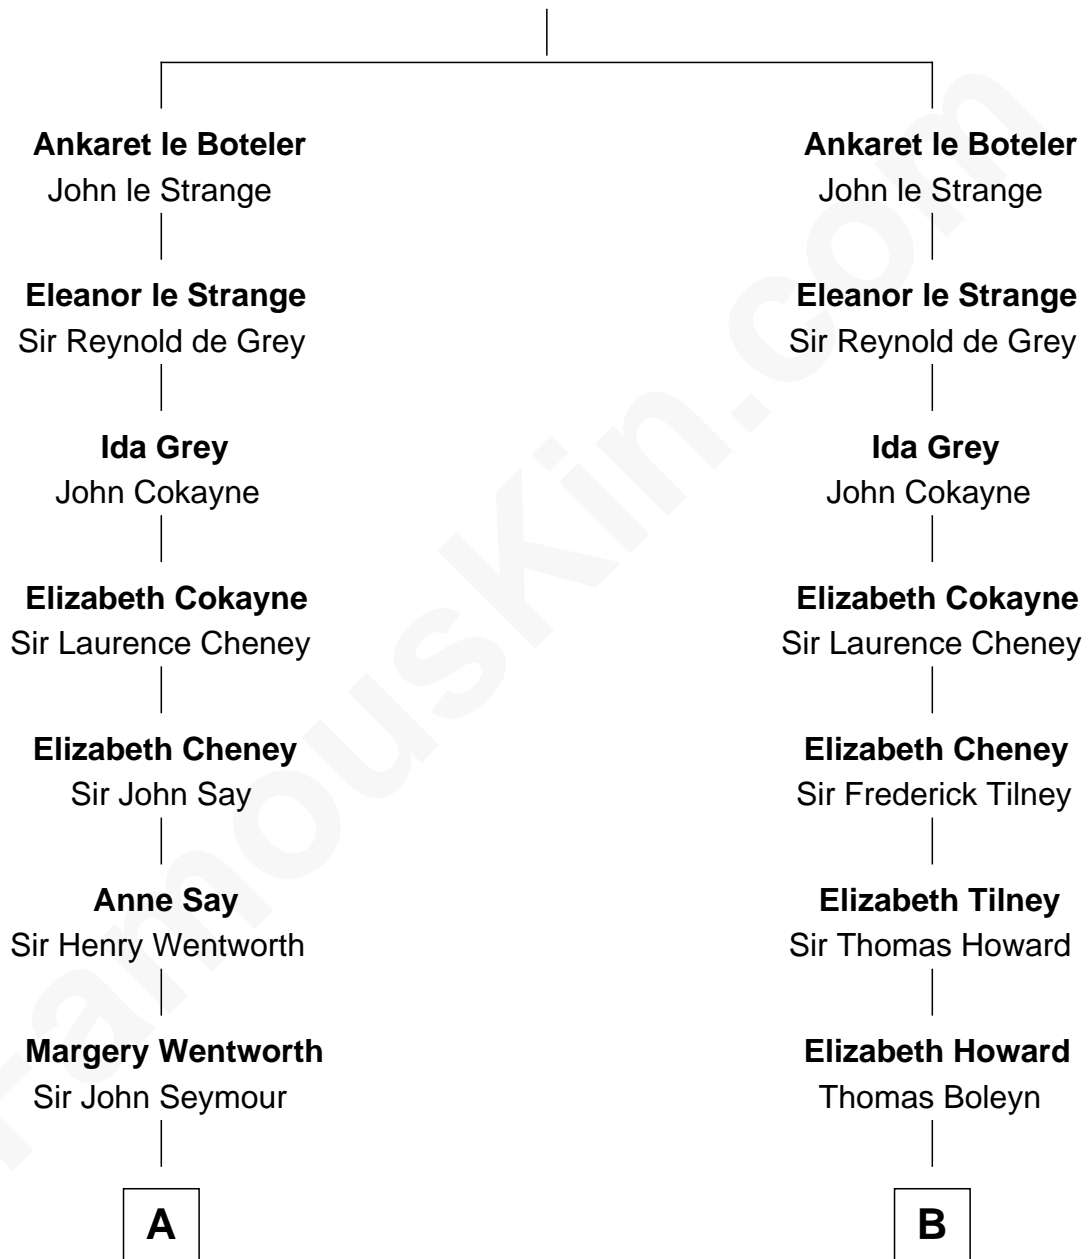 Ankaret le Boteler
John le Strange
Eleanor le Strange
Sir Reynold de Grey
Ida Grey
John Cokayne
Elizabeth Cokayne
Sir Laurence Cheney
Elizabeth Cheney
Sir John Say
Anne Say
Sir Henry Wentworth
Margery Wentworth
Sir John Seymour
A
Ankaret le Boteler
John le Strange
Eleanor le Strange
Sir Reynold de Grey
Ida Grey
John Cokayne
Elizabeth Cokayne
Sir Laurence Cheney
Elizabeth Cheney
Sir Frederick Tilney
Elizabeth Tilney
Sir Thomas Howard
Elizabeth Howard
Thomas Boleyn
B
FamousKin.com